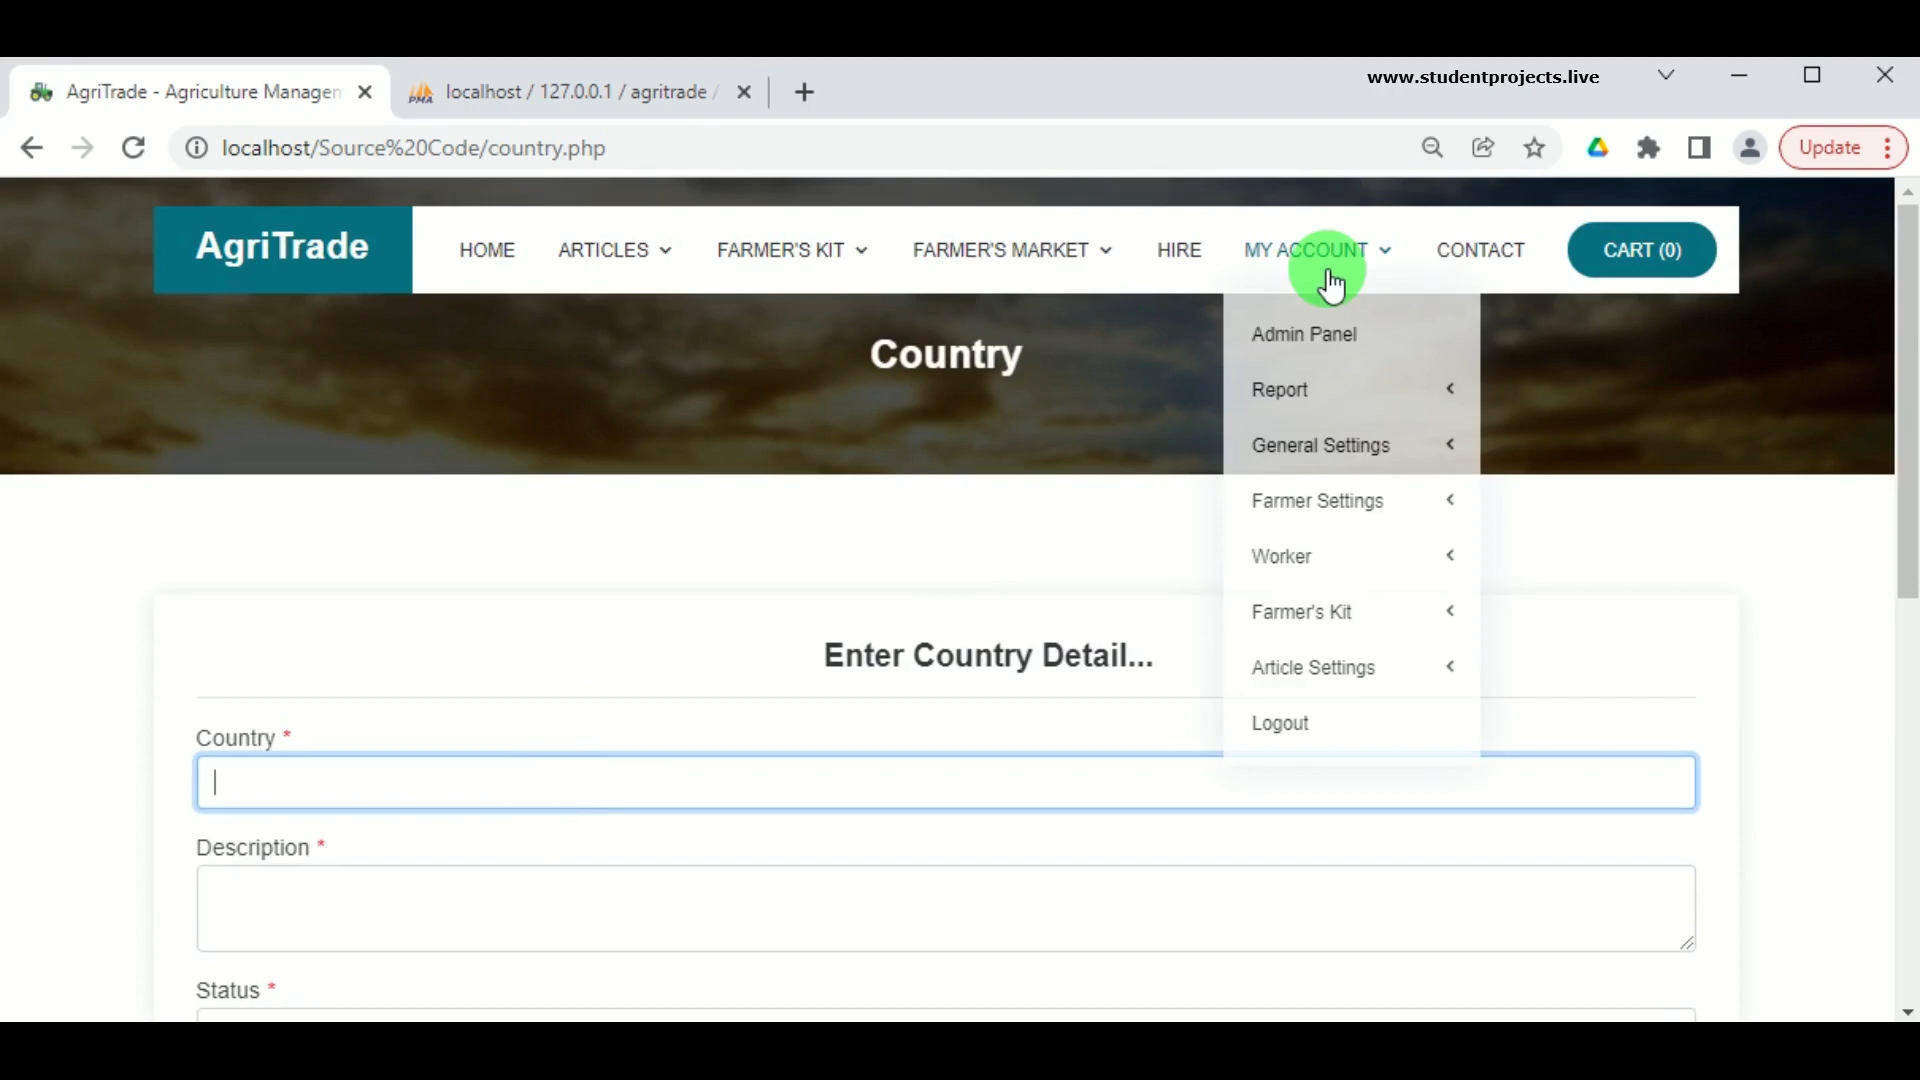 www.studentprojects.live
AgriTrade - Agriculture Managem
localhost / 127.0.0.1 / agritrade /
localhost/Source%20Code/country.php
Update
AgriTrade
HOME
ARTICLES
FARMER'S KIT
FARMER'S MARKET
HIRE
MY ACCOUNT
CONTACT
CART (0)
Country
Admin Panel
Report
General Settings
Farmer Settings
Worker
Farmer's Kit
Article Settings
Logout
Enter Country Detail...
Country *
Description *
Status *
PMA